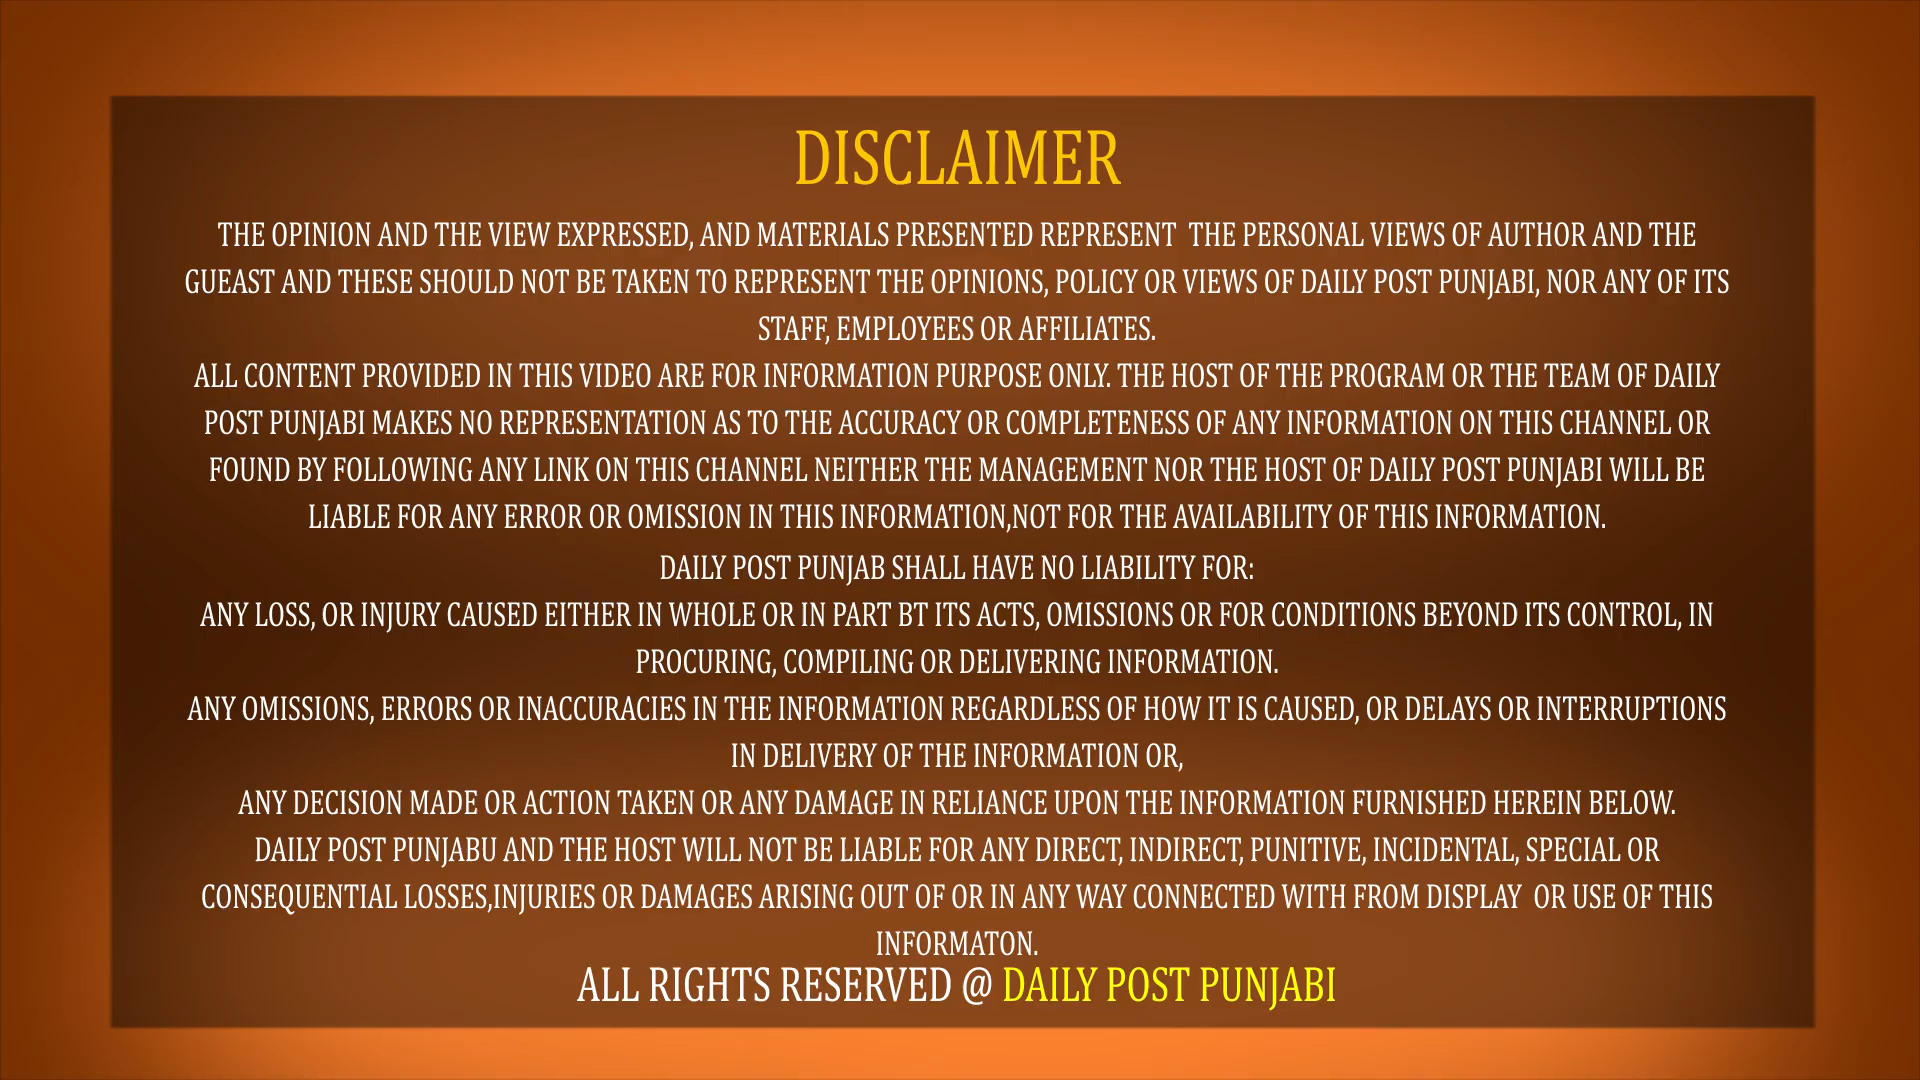 DISCLAIMER
THE OPINION AND THE VIEW EXPRESSED, AND MATERIALS PRESENTED REPRESENT  THE PERSONAL VIEWS OF AUTHOR AND THE
GUEAST AND THESE SHOULD NOT BE TAKEN TO REPRESENT THE OPINIONS, POLICY OR VIEWS OF DAILY POST PUNJABI, NOR ANY OF ITS
STAFF, EMPLOYEES OR AFFILIATES.
ALL CONTENT PROVIDED IN THIS VIDEO ARE FOR INFORMATION PURPOSE ONLY. THE HOST OF THE PROGRAM OR THE TEAM OF DAILY
POST PUNJABI MAKES NO REPRESENTATION AS TO THE ACCURACY OR COMPLETENESS OF ANY INFORMATION ON THIS CHANNEL OR
FOUND BY FOLLOWING ANY LINK ON THIS CHANNEL NEITHER THE MANAGEMENT NOR THE HOST OF DAILY POST PUNJABI WILL BE
LIABLE FOR ANY ERROR OR OMISSION IN THIS INFORMATION,NOT FOR THE AVAILABILITY OF THIS INFORMATION.
DAILY POST PUNJAB SHALL HAVE NO LIABILITY FOR:
ANY LOSS, OR INJURY CAUSED EITHER IN WHOLE OR IN PART BT ITS ACTS, OMISSIONS OR FOR CONDITIONS BEYOND ITS CONTROL, IN
PROCURING, COMPILING OR DELIVERING INFORMATION.
ANY OMISSIONS, ERRORS OR INACCURACIES IN THE INFORMATION REGARDLESS OF HOW IT IS CAUSED, OR DELAYS OR INTERRUPTIONS
IN DELIVERY OF THE INFORMATION OR,
ANY DECISION MADE OR ACTION TAKEN OR ANY DAMAGE IN RELIANCE UPON THE INFORMATION FURNISHED HEREIN BELOW.
DAILY POST PUNJABU AND THE HOST WILL NOT BE LIABLE FOR ANY DIRECT, INDIRECT, PUNITIVE, INCIDENTAL, SPECIAL OR
CONSEQUENTIAL LOSSES,INJURIES OR DAMAGES ARISING OUT OF OR IN ANY WAY CONNECTED WITH FROM DISPLAY  OR USE OF THIS
INFORMATON.
ALL RIGHTS RESERVED @ DAILY POST PUNJABI